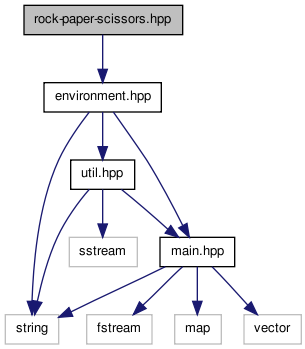 rock-paper-scissors.hpp
environment.hpp
util.hpp
sstream
main.hpp
string
fstream
map
vector